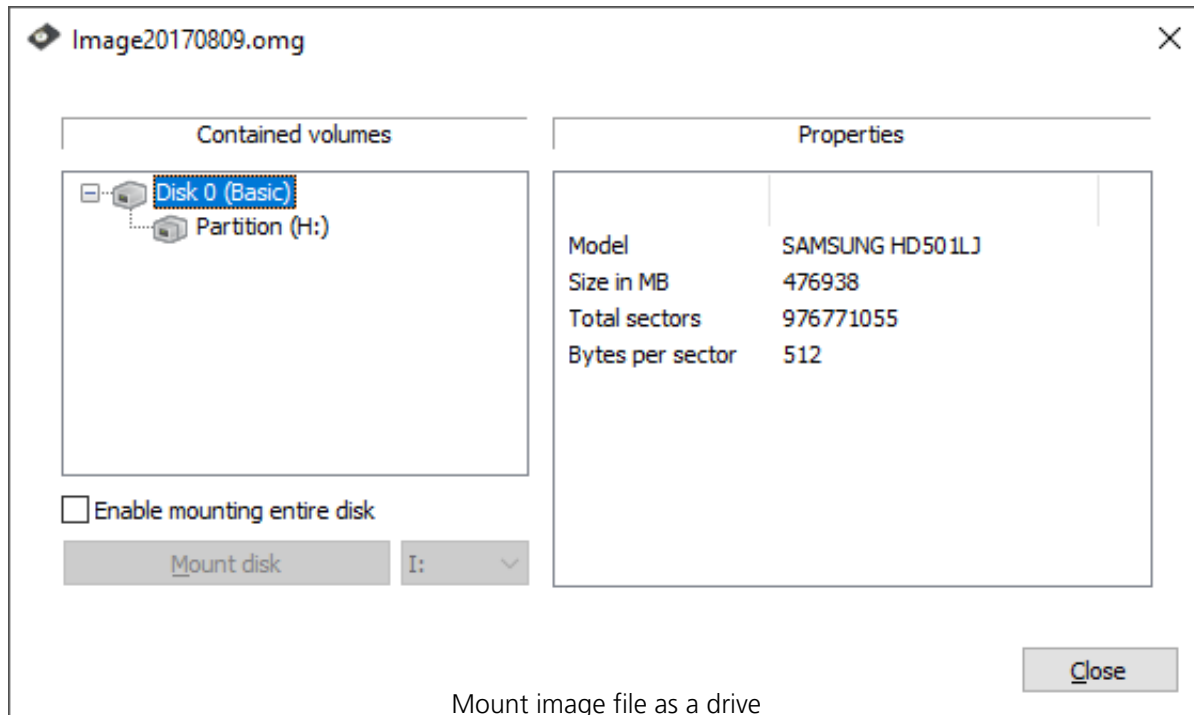 Image20170809.omg
Contained volumes
Disk 0 (Basic)
Partition (H:)
Enable mounting entire disk
Mount disk I:
Properties
Model SAMSUNG HD501LJ
Size in MB 476938
Total sectors 976771055
Bytes per sector 512
Close
Mount image file as a drive